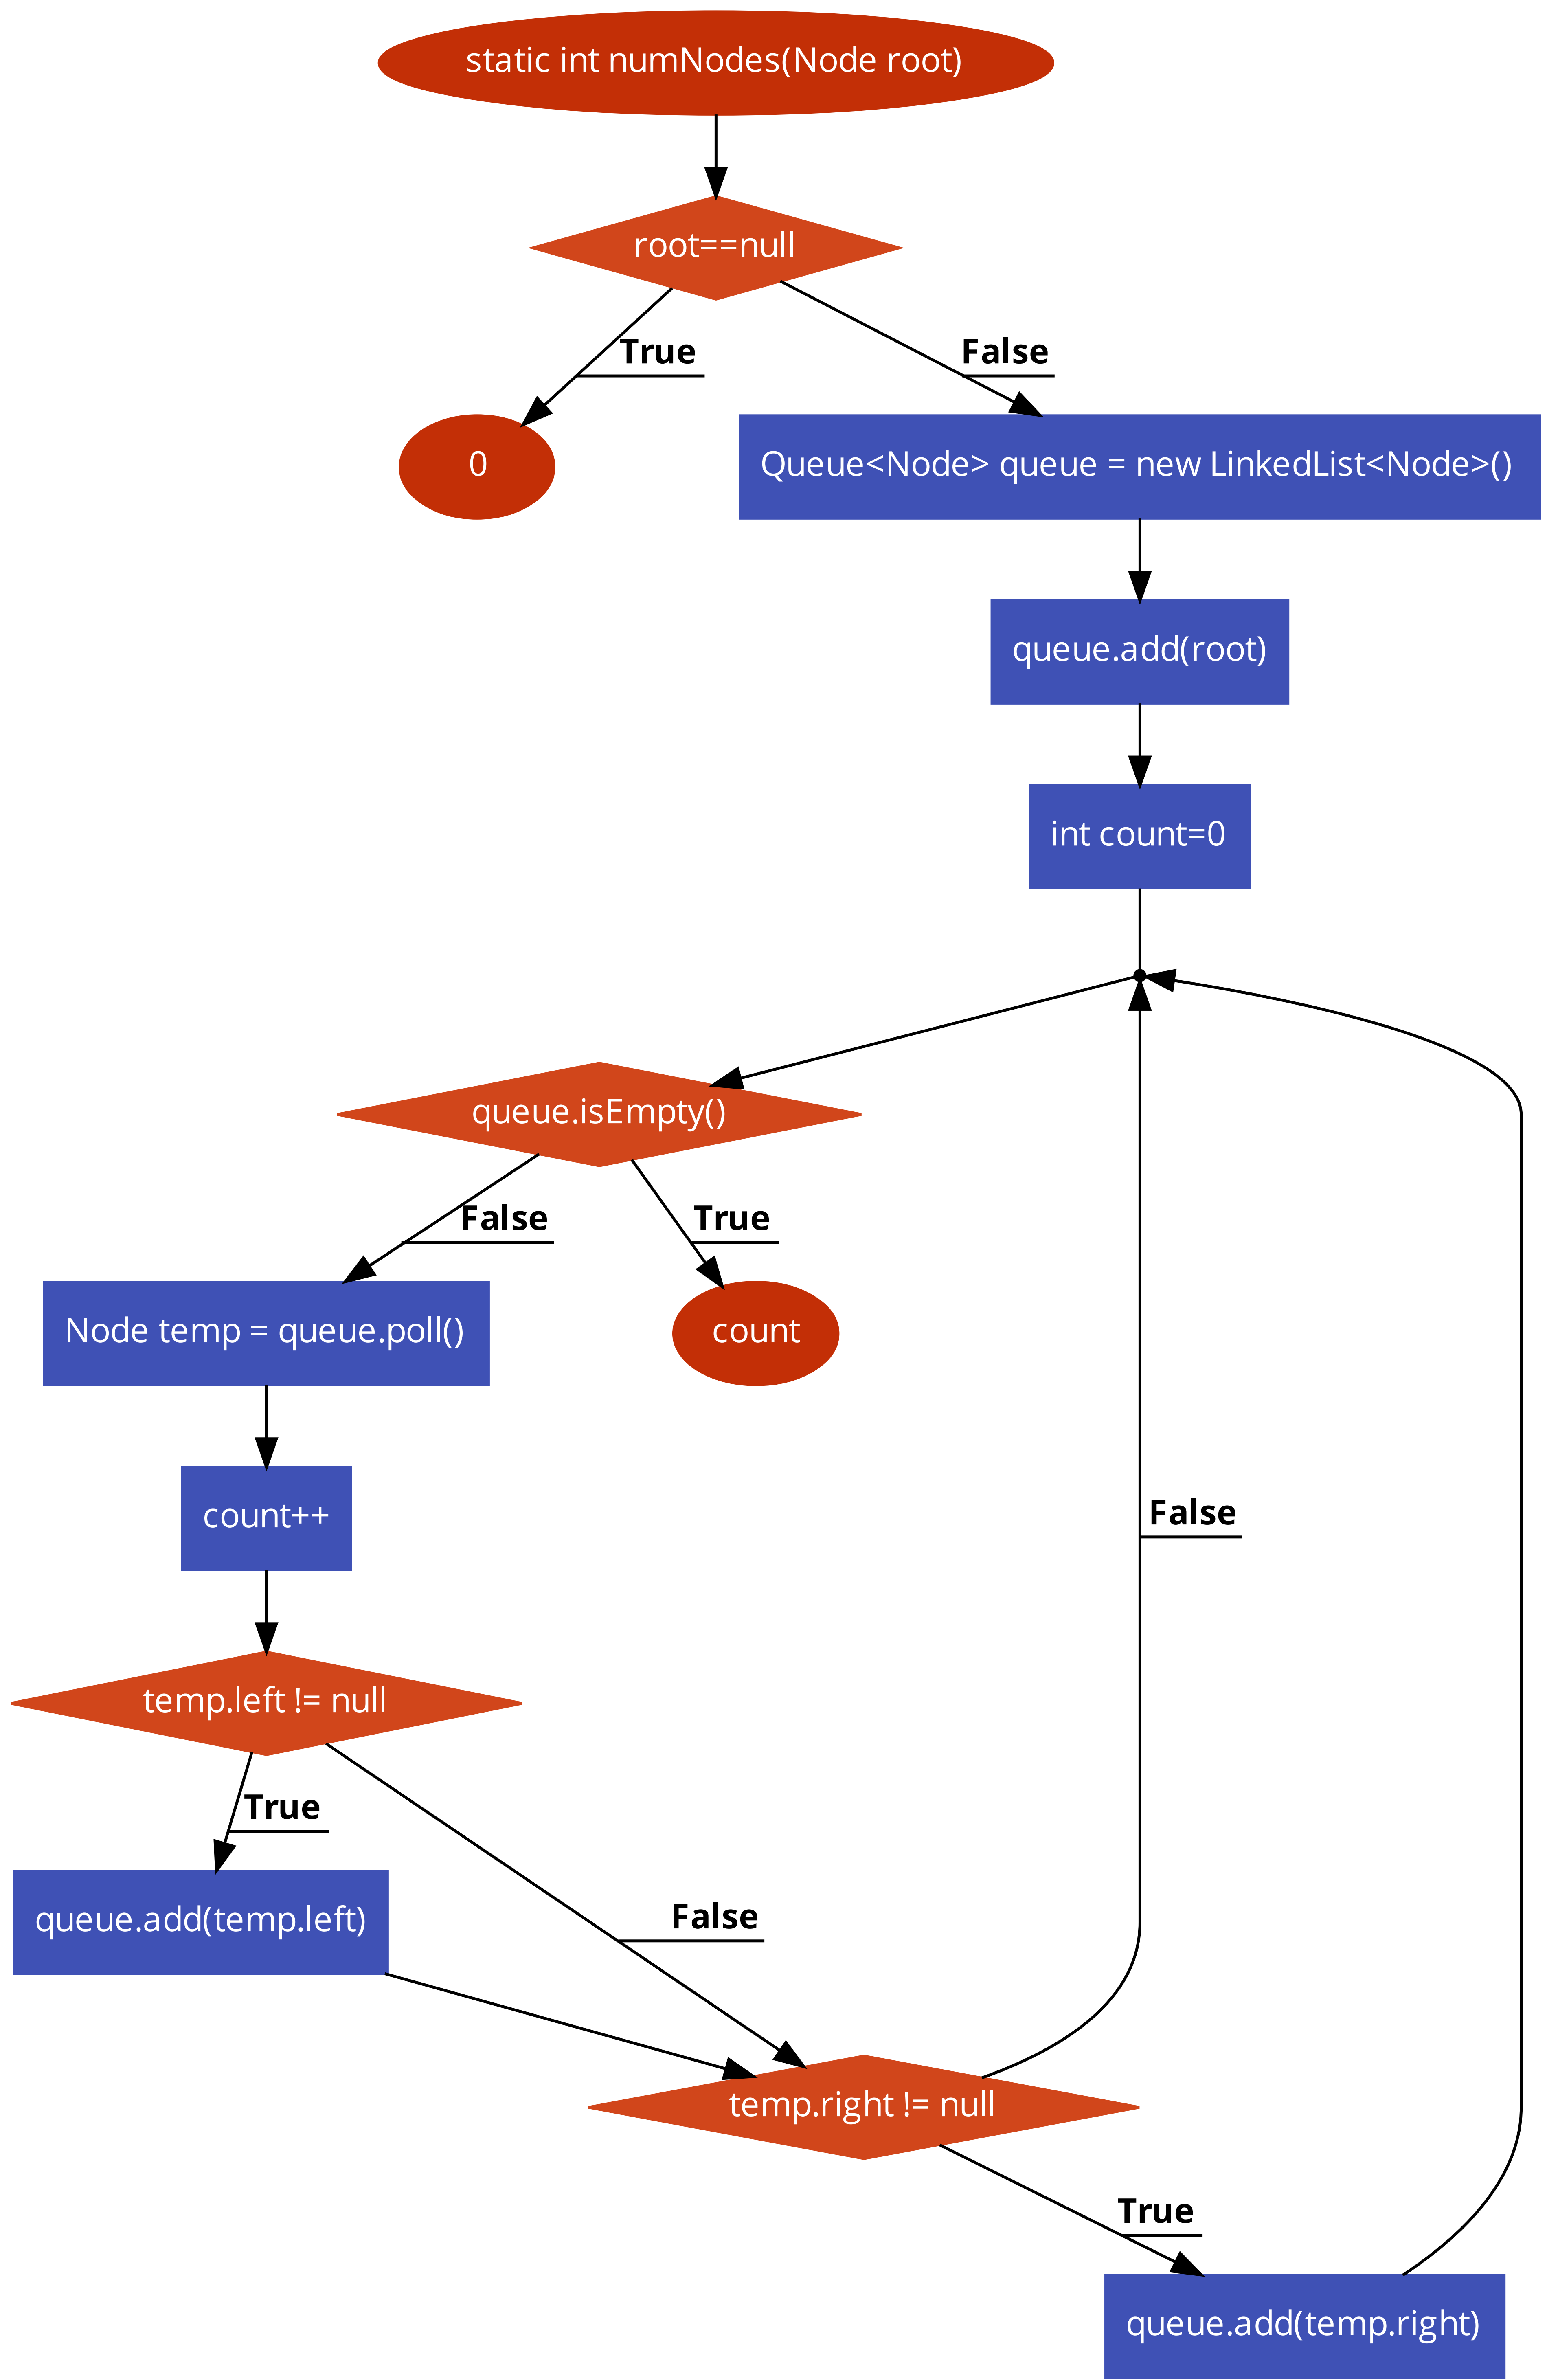 static int numNodes(Node root)
root==null
True
False
0
Queue<Node> queue = new LinkedList<Node>()
queue.add(root)
int count=0
queue.isEmpty()
False
True
Node temp = queue.poll()
count
count++
False
temp.left != null
True
queue.add(temp.left)
False
temp.right != null
True
queue.add(temp.right)